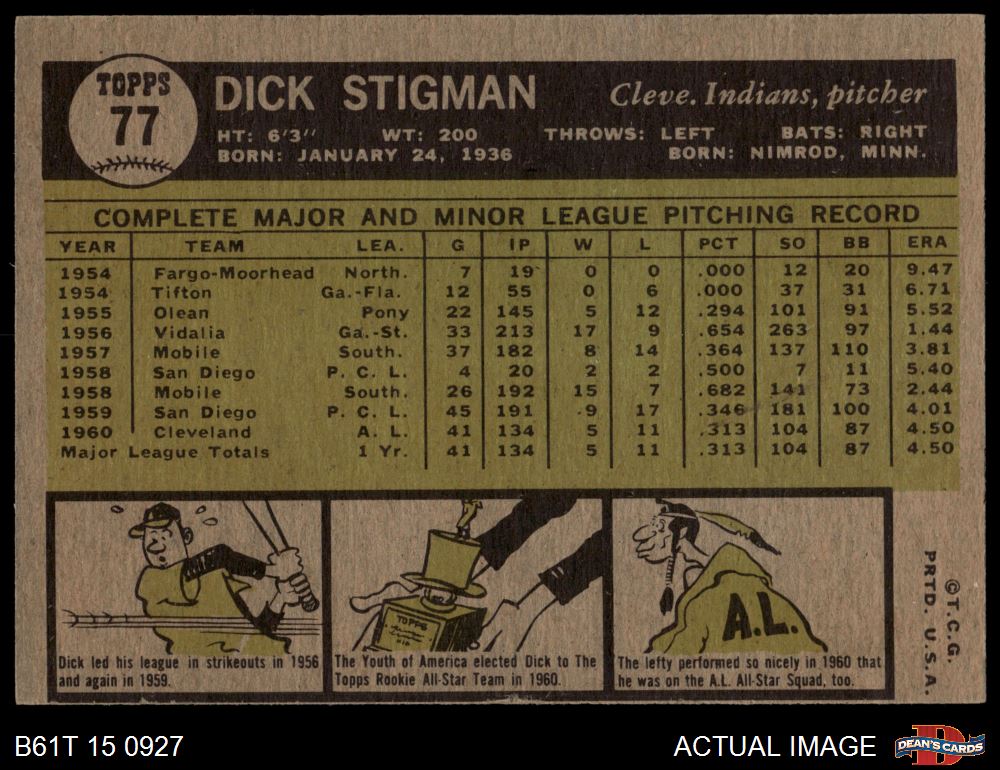 TOPPS
77
DICK STIGMAN
Cleve. Indians, pitcher
HT: 6'3" WT: 200 THROWS: LEFT BATS: RIGHT
BORN: JANUARY 24, 1936 BORN: NIMROD, MINN.
COMPLETE MAJOR AND MINOR LEAGUE PITCHING RECORD
YEAR TEAM LEA. G IP W L PCT SO BB ERA
1954 Fargo-Moorhead North. 7 19 0 0 .000 12 20 9.47
1954 Tifton Ga.-Fla. 12 55 0 6 .000 37 31 6.71
1955 Olean Pony 22 145 5 12 .294 101 91 5.52
1956 Vidalia Ga.-St. 33 213 17 9 .654 263 97 1.44
1957 Mobile South. 37 182 8 14 .364 137 110 3.81
1958 San Diego P. C. L. 4 20 2 2 .500 7 11 5.40
1958 Mobile South. 26 192 15 7 .682 141 73 2.44
1959 San Diego P. C. L. 45 191 9 17 .346 181 100 4.01
1960 Cleveland A. L. 41 134 5 11 .313 104 87 4.50
Major League Totals 1 Yr. 41 134 5 11 .313 104 87 4.50
Dick led his league in strikeouts in 1956
and again in 1959.
TOPPS
The Youth of America elected Dick to The
Topps Rookie All-Star Team in 1960.
A.L.
The lefty performed so nicely in 1960 that
he was on the A.L. All-Star Squad, too.
©T.C.G.
PRTD. U.S.A.
B61T 15 0927
ACTUAL IMAGE
DEAN'S CARDS